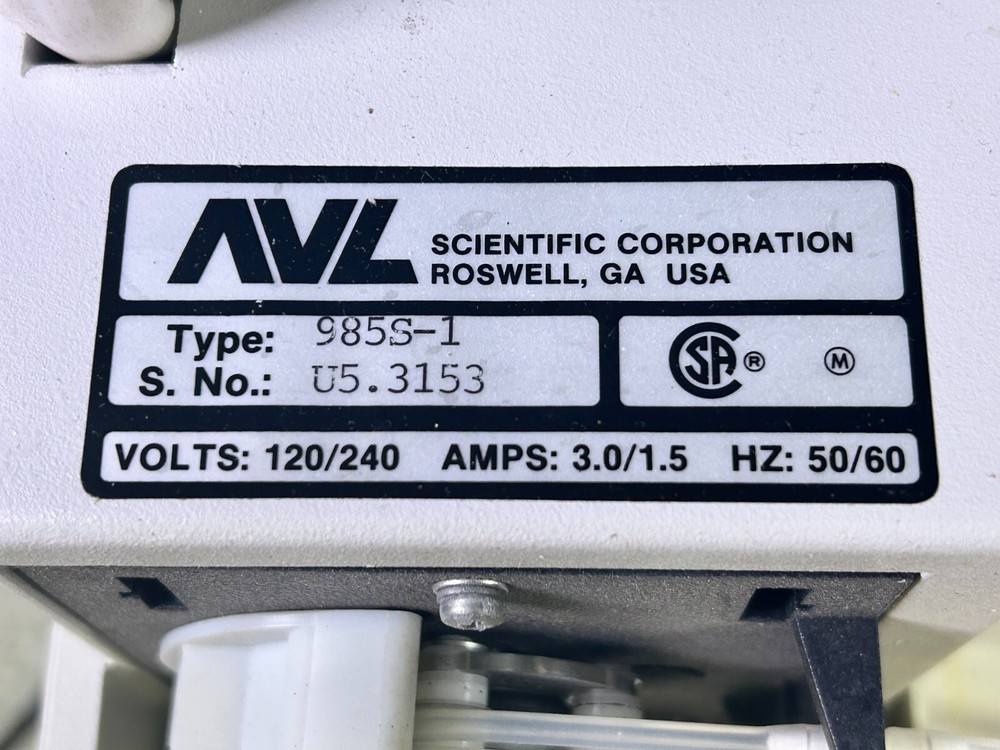 AVL SCIENTIFIC CORPORATION
ROSWELL, GA USA
Type: 985S-1
S. No.: U5.3153
CSA ® Ⓜ
VOLTS: 120/240 AMPS: 3.0/1.5 HZ: 50/60